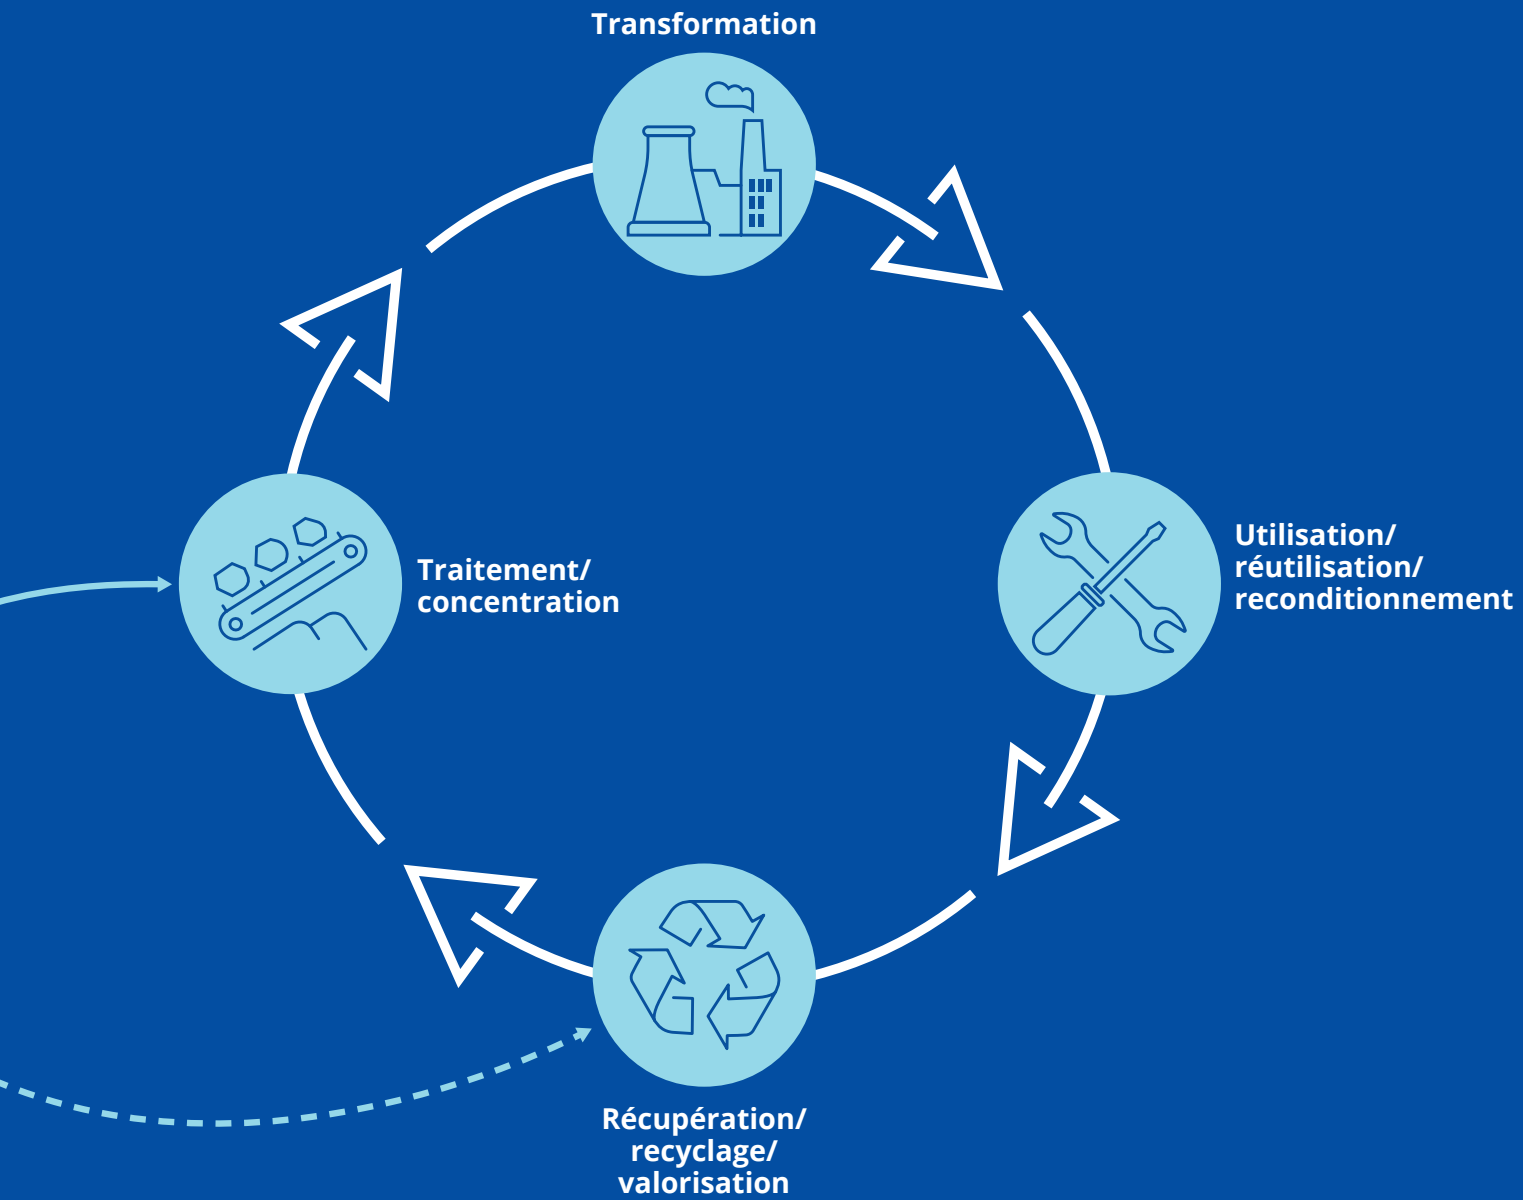 Transformation
Utilisation/
réutilisation/
reconditionnement
Traitement/
concentration
Récupération/
recyclage/
valorisation